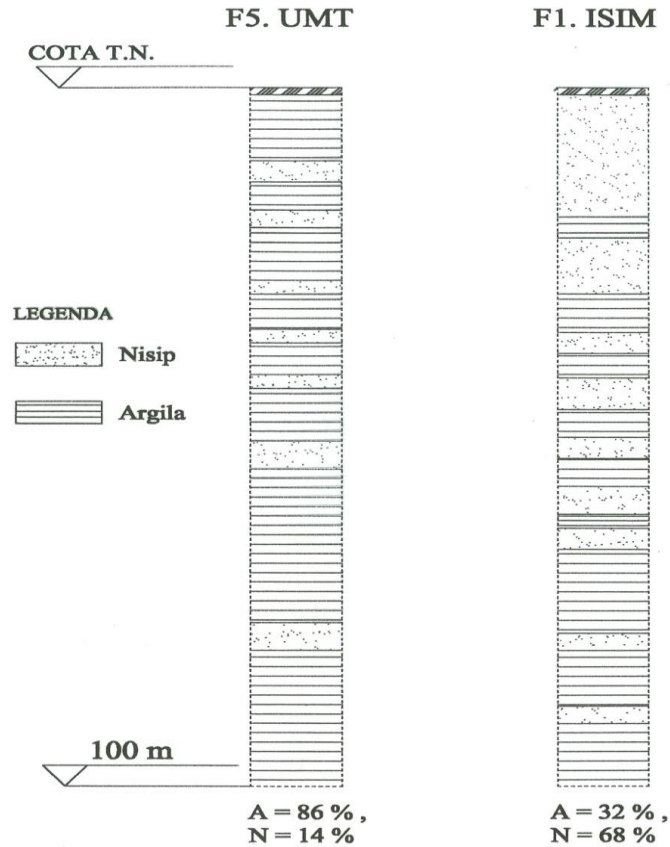 F5. UMT
F1. ISIM
COTA T.N.
LEGENDA
Nisip
Argila
100 m
A = 86 % ,
N = 14 %
A = 32 % ,
N = 68 %